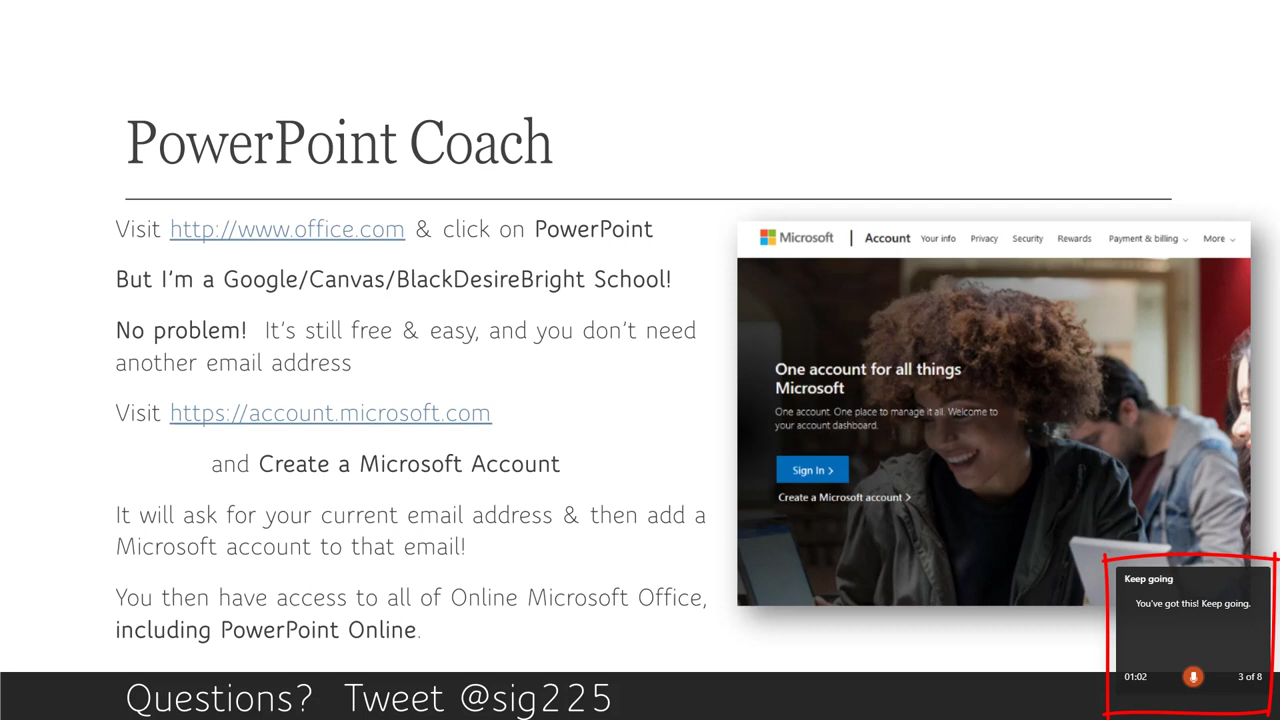 PowerPoint Coach
Visit http://www.office.com & click on PowerPoint
But I'm a Google/Canvas/BlackDesireBright School!
No problem! It's still free & easy, and you don't need
another email address
Visit https://account.microsoft.com
and Create a Microsoft Account
It will ask for your current email address & then add a
Microsoft account to that email!
You then have access to all of Online Microsoft Office,
including PowerPoint Online.
Microsoft | Account Your info Privacy Security Rewards Payment & billing More
One account for all things
Microsoft
One account. One place to manage it all. Welcome to
your account dashboard.
Sign In >
Create a Microsoft account >
Keep going
You've got this! Keep going.
01:02 3 of 8
Questions? Tweet @sig225